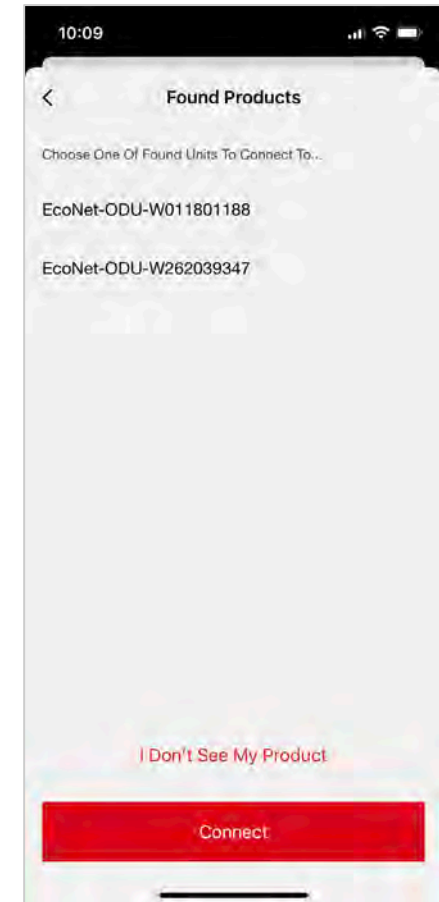 10:09
Found Products
Choose One Of Found Units To Connect To...
EcoNet-ODU-W011801188
EcoNet-ODU-W262039347
I Don't See My Product
Connect